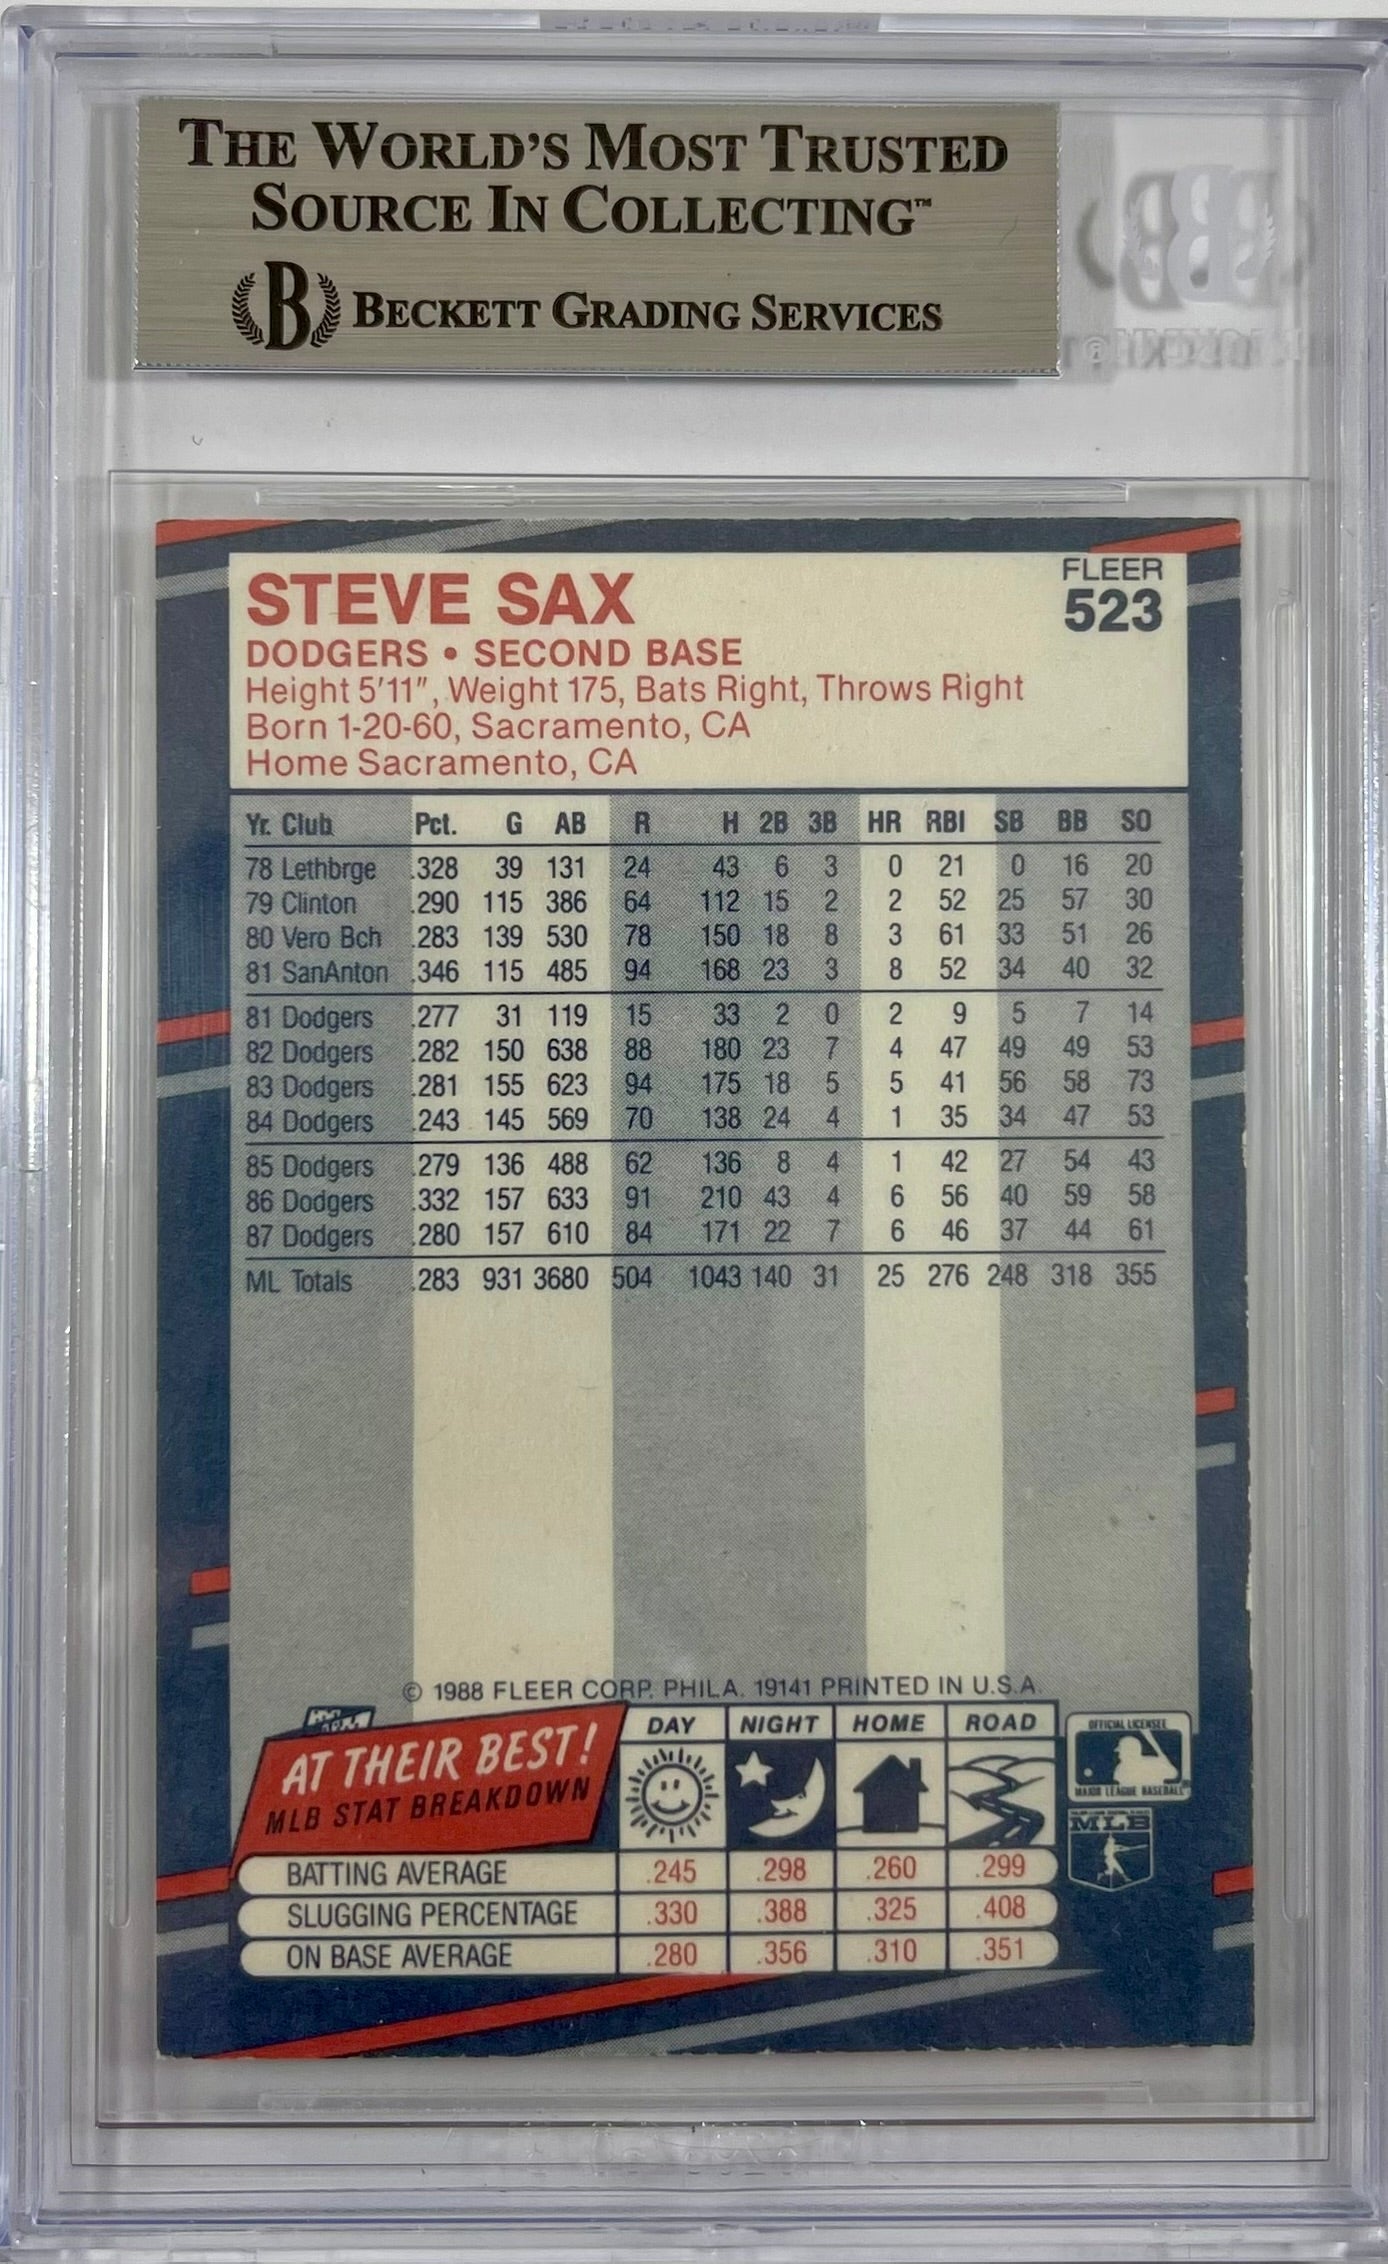 THE WORLD'S MOST TRUSTED
SOURCE IN COLLECTING™
B BECKETT GRADING SERVICES
STEVE SAX
FLEER
523
DODGERS • SECOND BASE
Height 5'11", Weight 175, Bats Right, Throws Right
Born 1-20-60, Sacramento, CA
Home Sacramento, CA
Yr. Club Pct. G AB R H 2B 3B HR RBI SB BB SO
78 Lethbrge .328 39 131 24 43 6 3 0 21 0 16 20
79 Clinton .290 115 386 64 112 15 2 2 52 25 57 30
80 Vero Bch .283 139 530 78 150 18 8 3 61 33 51 26
81 SanAnton .346 115 485 94 168 23 3 8 52 34 40 32
81 Dodgers .277 31 119 15 33 2 0 2 9 5 7 14
82 Dodgers .282 150 638 88 180 23 7 4 47 49 49 53
83 Dodgers .281 155 623 94 175 18 5 5 41 56 58 73
84 Dodgers .243 145 569 70 138 24 4 1 35 34 47 53
85 Dodgers .279 136 488 62 136 8 4 1 42 27 54 43
86 Dodgers .332 157 633 91 210 43 4 6 56 40 59 58
87 Dodgers .280 157 610 84 171 22 7 6 46 37 44 61
ML Totals .283 931 3680 504 1043 140 31 25 276 248 318 355
© 1988 FLEER CORP. PHILA. 19141 PRINTED IN U.S.A.
AT THEIR BEST!
MLB STAT BREAKDOWN
DAY NIGHT HOME ROAD
OFFICIAL LICENSEE
MAJOR LEAGUE BASEBALL
MLB
BATTING AVERAGE .245 .298 .260 .299
SLUGGING PERCENTAGE .330 .388 .325 .408
ON BASE AVERAGE .280 .356 .310 .351